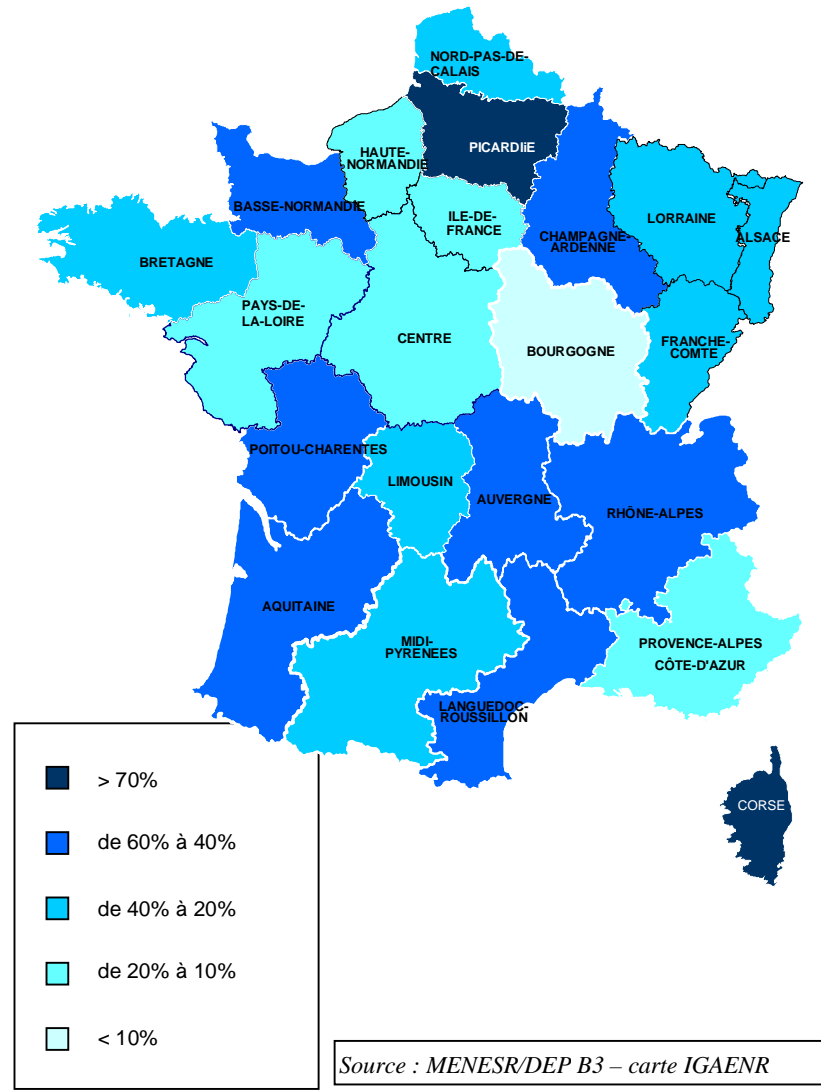 NORD-PAS-DE-
CALAIS
PICARDIiE
HAUTE-
NORMANDIE
BASSE-NORMANDIE
ILE-DE-
FRANCE
CHAMPAGNE-
ARDENNE
LORRAINE
ALSACE
BRETAGNE
PAYS-DE-
LA-LOIRE
CENTRE
BOURGOGNE
FRANCHE-
COMTE
POITOU-CHARENTES
LIMOUSIN
AUVERGNE
RHÔNE-ALPES
AQUITAINE
MIDI-
PYRENEES
PROVENCE-ALPES
CÔTE-D'AZUR
LANGUEDOC-
ROUSSILLON
CORSE
> 70%
de 60% à 40%
de 40% à 20%
de 20% à 10%
< 10%
Source : MENESR/DEP B3 – carte IGAENR